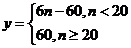 y = { 6n − 60, n < 20
60, n ≥ 20